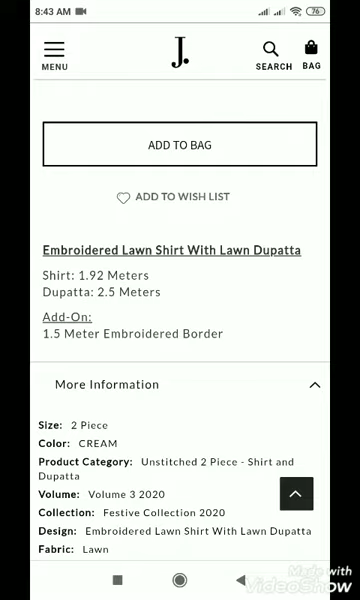 8:43 AM
76
MENU
J.
SEARCH
BAG
ADD TO BAG
ADD TO WISH LIST
Embroidered Lawn Shirt With Lawn Dupatta
Shirt: 1.92 Meters
Dupatta: 2.5 Meters
Add-On:
1.5 Meter Embroidered Border
More Information
Size: 2 Piece
Color: CREAM
Product Category: Unstitched 2 Piece - Shirt and
Dupatta
Volume: Volume 3 2020
Collection: Festive Collection 2020
Design: Embroidered Lawn Shirt With Lawn Dupatta
Fabric: Lawn
Made with
VideoShow